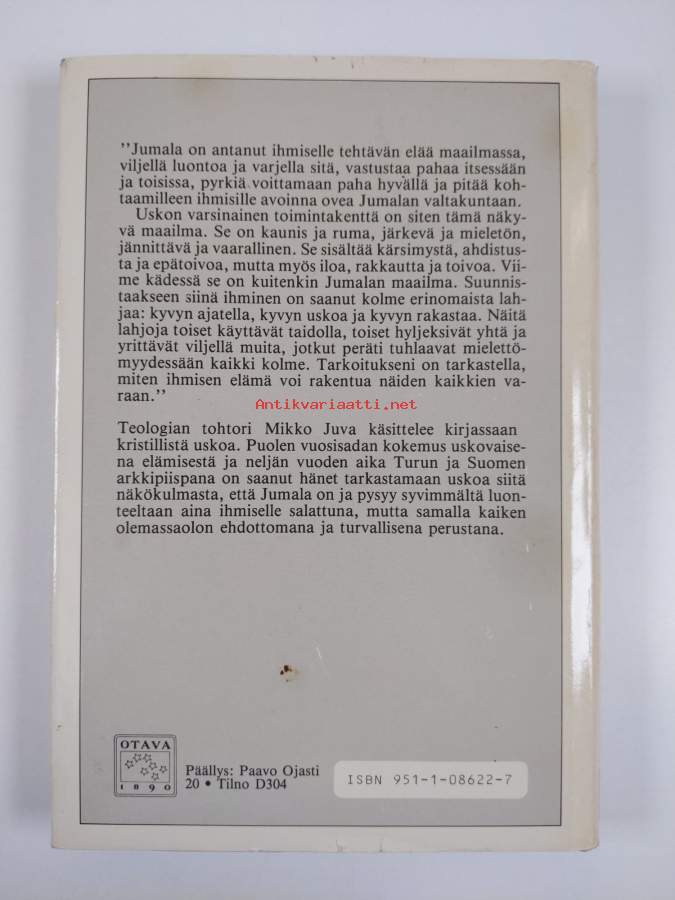 "Jumala on antanut ihmiselle tehtävän elää maailmassa,
viljellä luontoa ja varjella sitä, vastustaa pahaa itsessään
ja toisissa, pyrkiä voittamaan paha hyvällä ja pitää koh-
taamilleen ihmisille avoinna ovea Jumalan valtakuntaan.
Uskon varsinainen toimintakenttä on siten tämä näky-
vä maailma. Se on kaunis ja ruma, järkevä ja mieletön,
jännittävä ja vaarallinen. Se sisältää kärsimystä, ahdistus-
ta ja epätoivoa, mutta myös iloa, rakkautta ja toivoa. Vii-
me kädessä se on kuitenkin Jumalan maailma. Suunnis-
taakseen siinä ihminen on saanut kolme erinomaista lah-
jaa: kyvyn ajatella, kyvyn uskoa ja kyvyn rakastaa. Näitä
lahjoja toiset käyttävät taidolla, toiset hyljeksivät yhtä ja
yrittävät viljellä muita, jotkut peräti tuhlaavat mielettö-
myydessään kaikki kolme. Tarkoitukseni on tarkastella,
miten ihmisen elämä voi rakentua näiden kaikkien va-
raan."
Antikvariaatti.net
Teologian tohtori Mikko Juva käsittelee kirjassaan
kristillistä uskoa. Puolen vuosisadan kokemus uskovaise-
na elämisestä ja neljän vuoden aika Turun ja Suomen
arkkipiispana on saanut hänet tarkastamaan uskoa siitä
näkökulmasta, että Jumala on ja pysyy syvimmältä luon-
teeltaan aina ihmiselle salattuna, mutta samalla kaiken
olemassaolon ehdottomana ja turvallisena perustana.
OTAVA
1890
Päällys: Paavo Ojasti
20 • Tilno D304
ISBN 951-1-08622-7